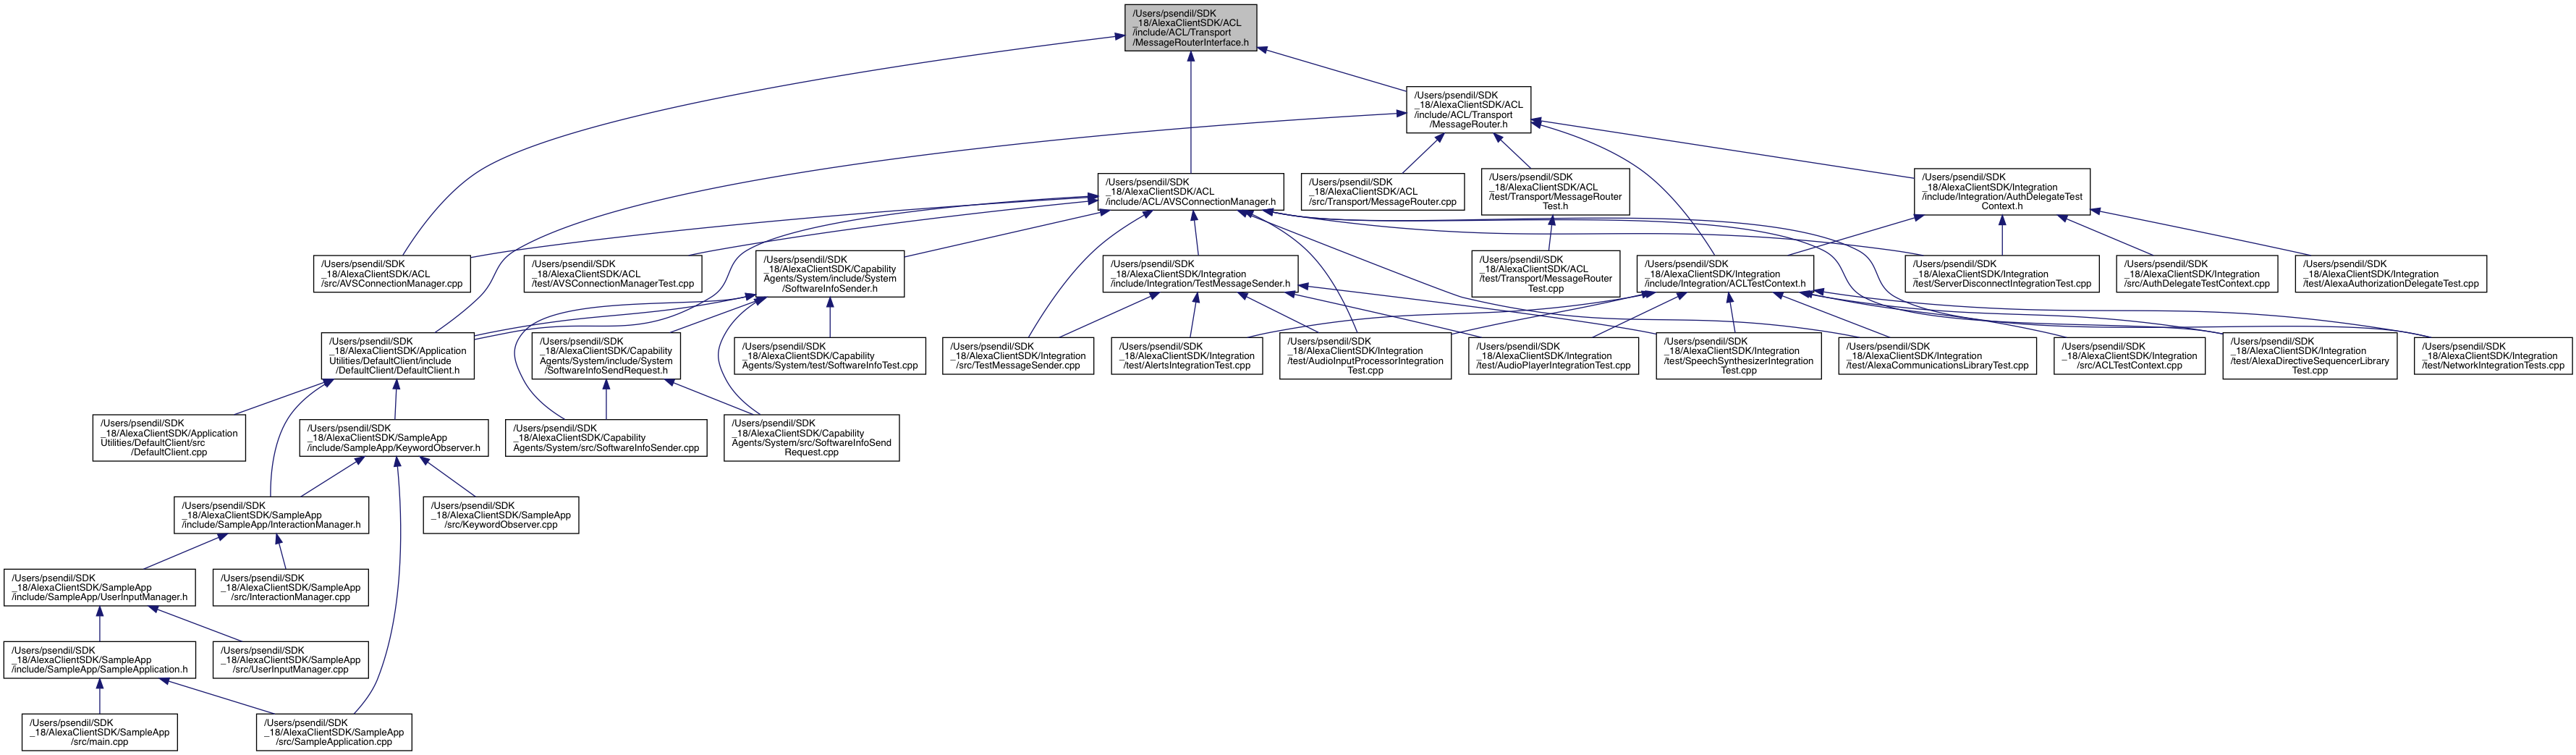 /Users/psendil/SDK
_18/AlexaClientSDK/ACL
/include/ACL/Transport
/MessageRouterInterface.h
/Users/psendil/SDK
_18/AlexaClientSDK/ACL
/include/ACL/Transport
/MessageRouter.h
/Users/psendil/SDK
_18/AlexaClientSDK/ACL
/include/ACL/AVSConnectionManager.h
/Users/psendil/SDK
_18/AlexaClientSDK/ACL
/src/Transport/MessageRouter.cpp
/Users/psendil/SDK
_18/AlexaClientSDK/ACL
/test/Transport/MessageRouter
Test.h
/Users/psendil/SDK
_18/AlexaClientSDK/Integration
/include/Integration/AuthDelegateTest
Context.h
/Users/psendil/SDK
_18/AlexaClientSDK/ACL
/src/AVSConnectionManager.cpp
/Users/psendil/SDK
_18/AlexaClientSDK/ACL
/test/AVSConnectionManagerTest.cpp
/Users/psendil/SDK
_18/AlexaClientSDK/Capability
Agents/System/include/System
/SoftwareInfoSender.h
/Users/psendil/SDK
_18/AlexaClientSDK/Integration
/include/Integration/TestMessageSender.h
/Users/psendil/SDK
_18/AlexaClientSDK/ACL
/test/Transport/MessageRouter
Test.cpp
/Users/psendil/SDK
_18/AlexaClientSDK/Integration
/include/Integration/ACLTestContext.h
/Users/psendil/SDK
_18/AlexaClientSDK/Integration
/test/ServerDisconnectIntegrationTest.cpp
/Users/psendil/SDK
_18/AlexaClientSDK/Integration
/src/AuthDelegateTestContext.cpp
/Users/psendil/SDK
_18/AlexaClientSDK/Integration
/test/AlexaAuthorizationDelegateTest.cpp
/Users/psendil/SDK
_18/AlexaClientSDK/Application
Utilities/DefaultClient/include
/DefaultClient/DefaultClient.h
/Users/psendil/SDK
_18/AlexaClientSDK/Capability
Agents/System/include/System
/SoftwareInfoSendRequest.h
/Users/psendil/SDK
_18/AlexaClientSDK/Capability
Agents/System/test/SoftwareInfoTest.cpp
/Users/psendil/SDK
_18/AlexaClientSDK/Integration
/src/TestMessageSender.cpp
/Users/psendil/SDK
_18/AlexaClientSDK/Integration
/test/AlertsIntegrationTest.cpp
/Users/psendil/SDK
_18/AlexaClientSDK/Integration
/test/AudioInputProcessorIntegration
Test.cpp
/Users/psendil/SDK
_18/AlexaClientSDK/Integration
/test/AudioPlayerIntegrationTest.cpp
/Users/psendil/SDK
_18/AlexaClientSDK/Integration
/test/SpeechSynthesizerIntegration
Test.cpp
/Users/psendil/SDK
_18/AlexaClientSDK/Integration
/test/AlexaCommunicationsLibraryTest.cpp
/Users/psendil/SDK
_18/AlexaClientSDK/Integration
/src/ACLTestContext.cpp
/Users/psendil/SDK
_18/AlexaClientSDK/Integration
/test/AlexaDirectiveSequencerLibrary
Test.cpp
/Users/psendil/SDK
_18/AlexaClientSDK/Integration
/test/NetworkIntegrationTests.cpp
/Users/psendil/SDK
_18/AlexaClientSDK/Application
Utilities/DefaultClient/src
/DefaultClient.cpp
/Users/psendil/SDK
_18/AlexaClientSDK/SampleApp
/include/SampleApp/KeywordObserver.h
/Users/psendil/SDK
_18/AlexaClientSDK/Capability
Agents/System/src/SoftwareInfoSender.cpp
/Users/psendil/SDK
_18/AlexaClientSDK/Capability
Agents/System/src/SoftwareInfoSend
Request.cpp
/Users/psendil/SDK
_18/AlexaClientSDK/SampleApp
/include/SampleApp/InteractionManager.h
/Users/psendil/SDK
_18/AlexaClientSDK/SampleApp
/src/KeywordObserver.cpp
/Users/psendil/SDK
_18/AlexaClientSDK/SampleApp
/include/SampleApp/UserInputManager.h
/Users/psendil/SDK
_18/AlexaClientSDK/SampleApp
/src/InteractionManager.cpp
/Users/psendil/SDK
_18/AlexaClientSDK/SampleApp
/include/SampleApp/SampleApplication.h
/Users/psendil/SDK
_18/AlexaClientSDK/SampleApp
/src/UserInputManager.cpp
/Users/psendil/SDK
_18/AlexaClientSDK/SampleApp
/src/main.cpp
/Users/psendil/SDK
_18/AlexaClientSDK/SampleApp
/src/SampleApplication.cpp